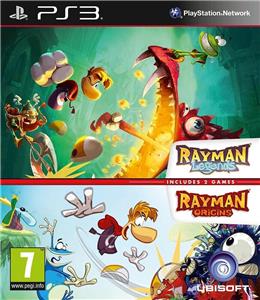 PS3
PlayStation Network
RAYMAN
Legends
INCLUDES 2 GAMES
RAYMAN
ORIGINS
7
www.pegi.info
UBISOFT